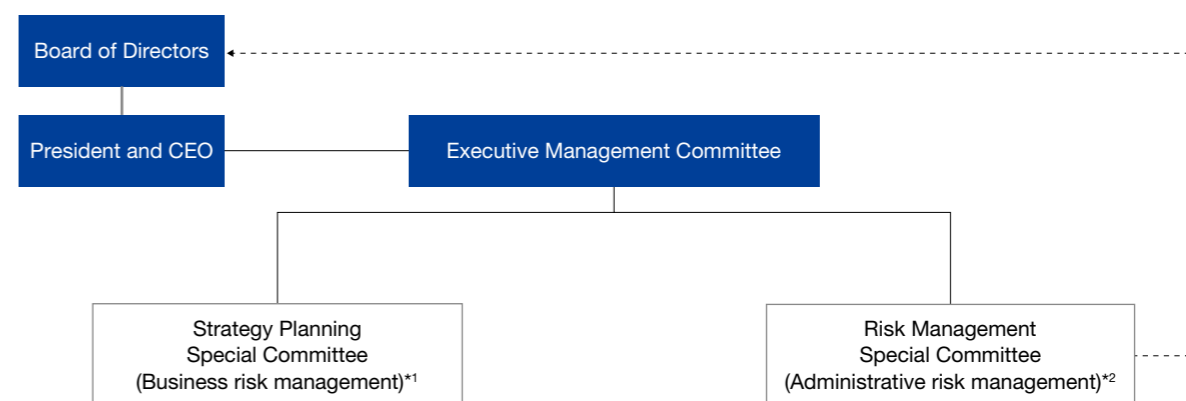 Board of Directors
President and CEO
Executive Management Committee
Strategy Planning
Special Committee
(Business risk management)*1
Risk Management
Special Committee
(Administrative risk management)*2